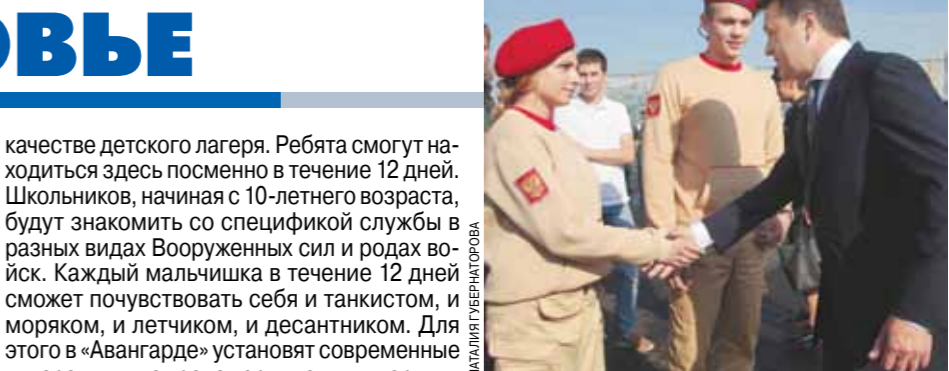 ОВЬЕ
качестве детского лагеря. Ребята смогут на-
ходиться здесь посменно в течение 12 дней.
Школьников, начиная с 10-летнего возраста,
будут знакомить со спецификой службы в
разных видах Вооруженных сил и родах во-
йск. Каждый мальчишка в течение 12 дней
сможет почувствовать себя и танкистом, и
моряком, и летчиком, и десантником. Для
этого в «Авангарде» установят современные
НАТАЛИЯ ГУБЕРНАТОРОВА